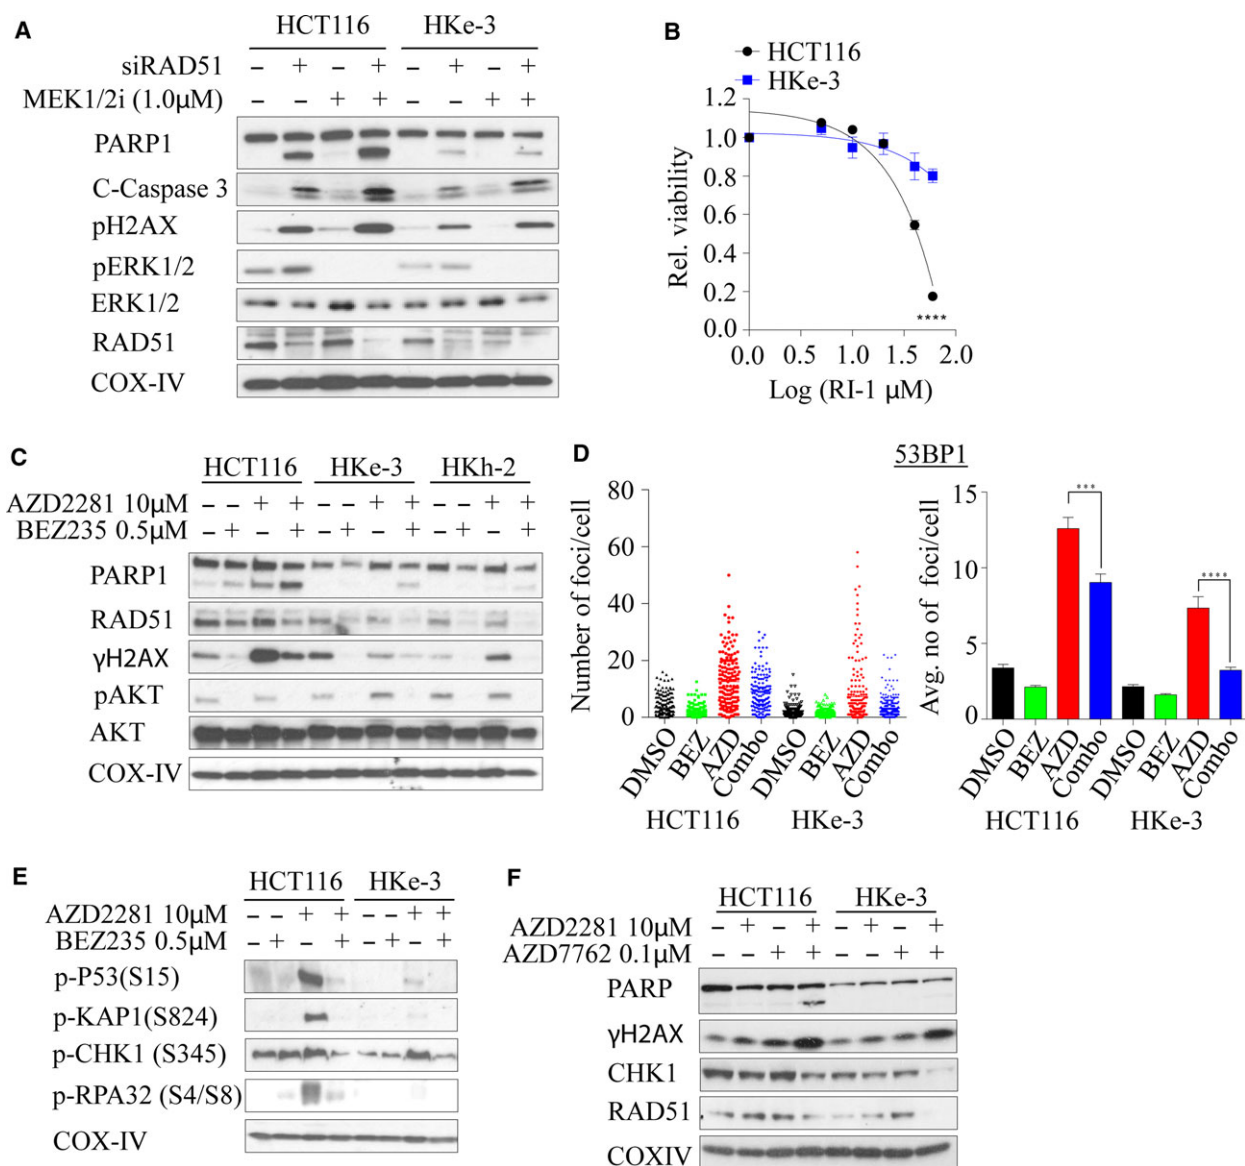 A
HCT116 HKe-3
siRAD51 – + – + – + – +
MEK1/2i (1.0μM) – – + + – – + +
PARP1
C-Caspase 3
pH2AX
pERK1/2
ERK1/2
RAD51
COX-IV
B
HCT116
HKe-3
Rel. viability
1.2
1.0
0.8
0.6
0.4
0.2
0.0
****
0.0 0.5 1.0 1.5 2.0
Log (RI-1 μM)
C
HCT116 HKe-3 HKh-2
AZD2281 10μM – – + + – – + + – – + +
BEZ235 0.5μM – + – + – + – + – + – +
PARP1
RAD51
γH2AX
pAKT
AKT
COX-IV
D
53BP1
Number of foci/cell
80
60
40
20
0
DMSO BEZ AZD Combo DMSO BEZ AZD Combo
HCT116 HKe-3
Avg. no of foci/cell
15
10
5
0
*** ****
DMSO BEZ AZD Combo DMSO BEZ AZD Combo
HCT116 HKe-3
E
HCT116 HKe-3
AZD2281 10μM – – + + – – + +
BEZ235 0.5μM – + – + – + – +
p-P53(S15)
p-KAP1(S824)
p-CHK1 (S345)
p-RPA32 (S4/S8)
COX-IV
F
HCT116 HKe-3
AZD2281 10μM – + – + – + – +
AZD7762 0.1μM – – + + – – + +
PARP
γH2AX
CHK1
RAD51
COXIV